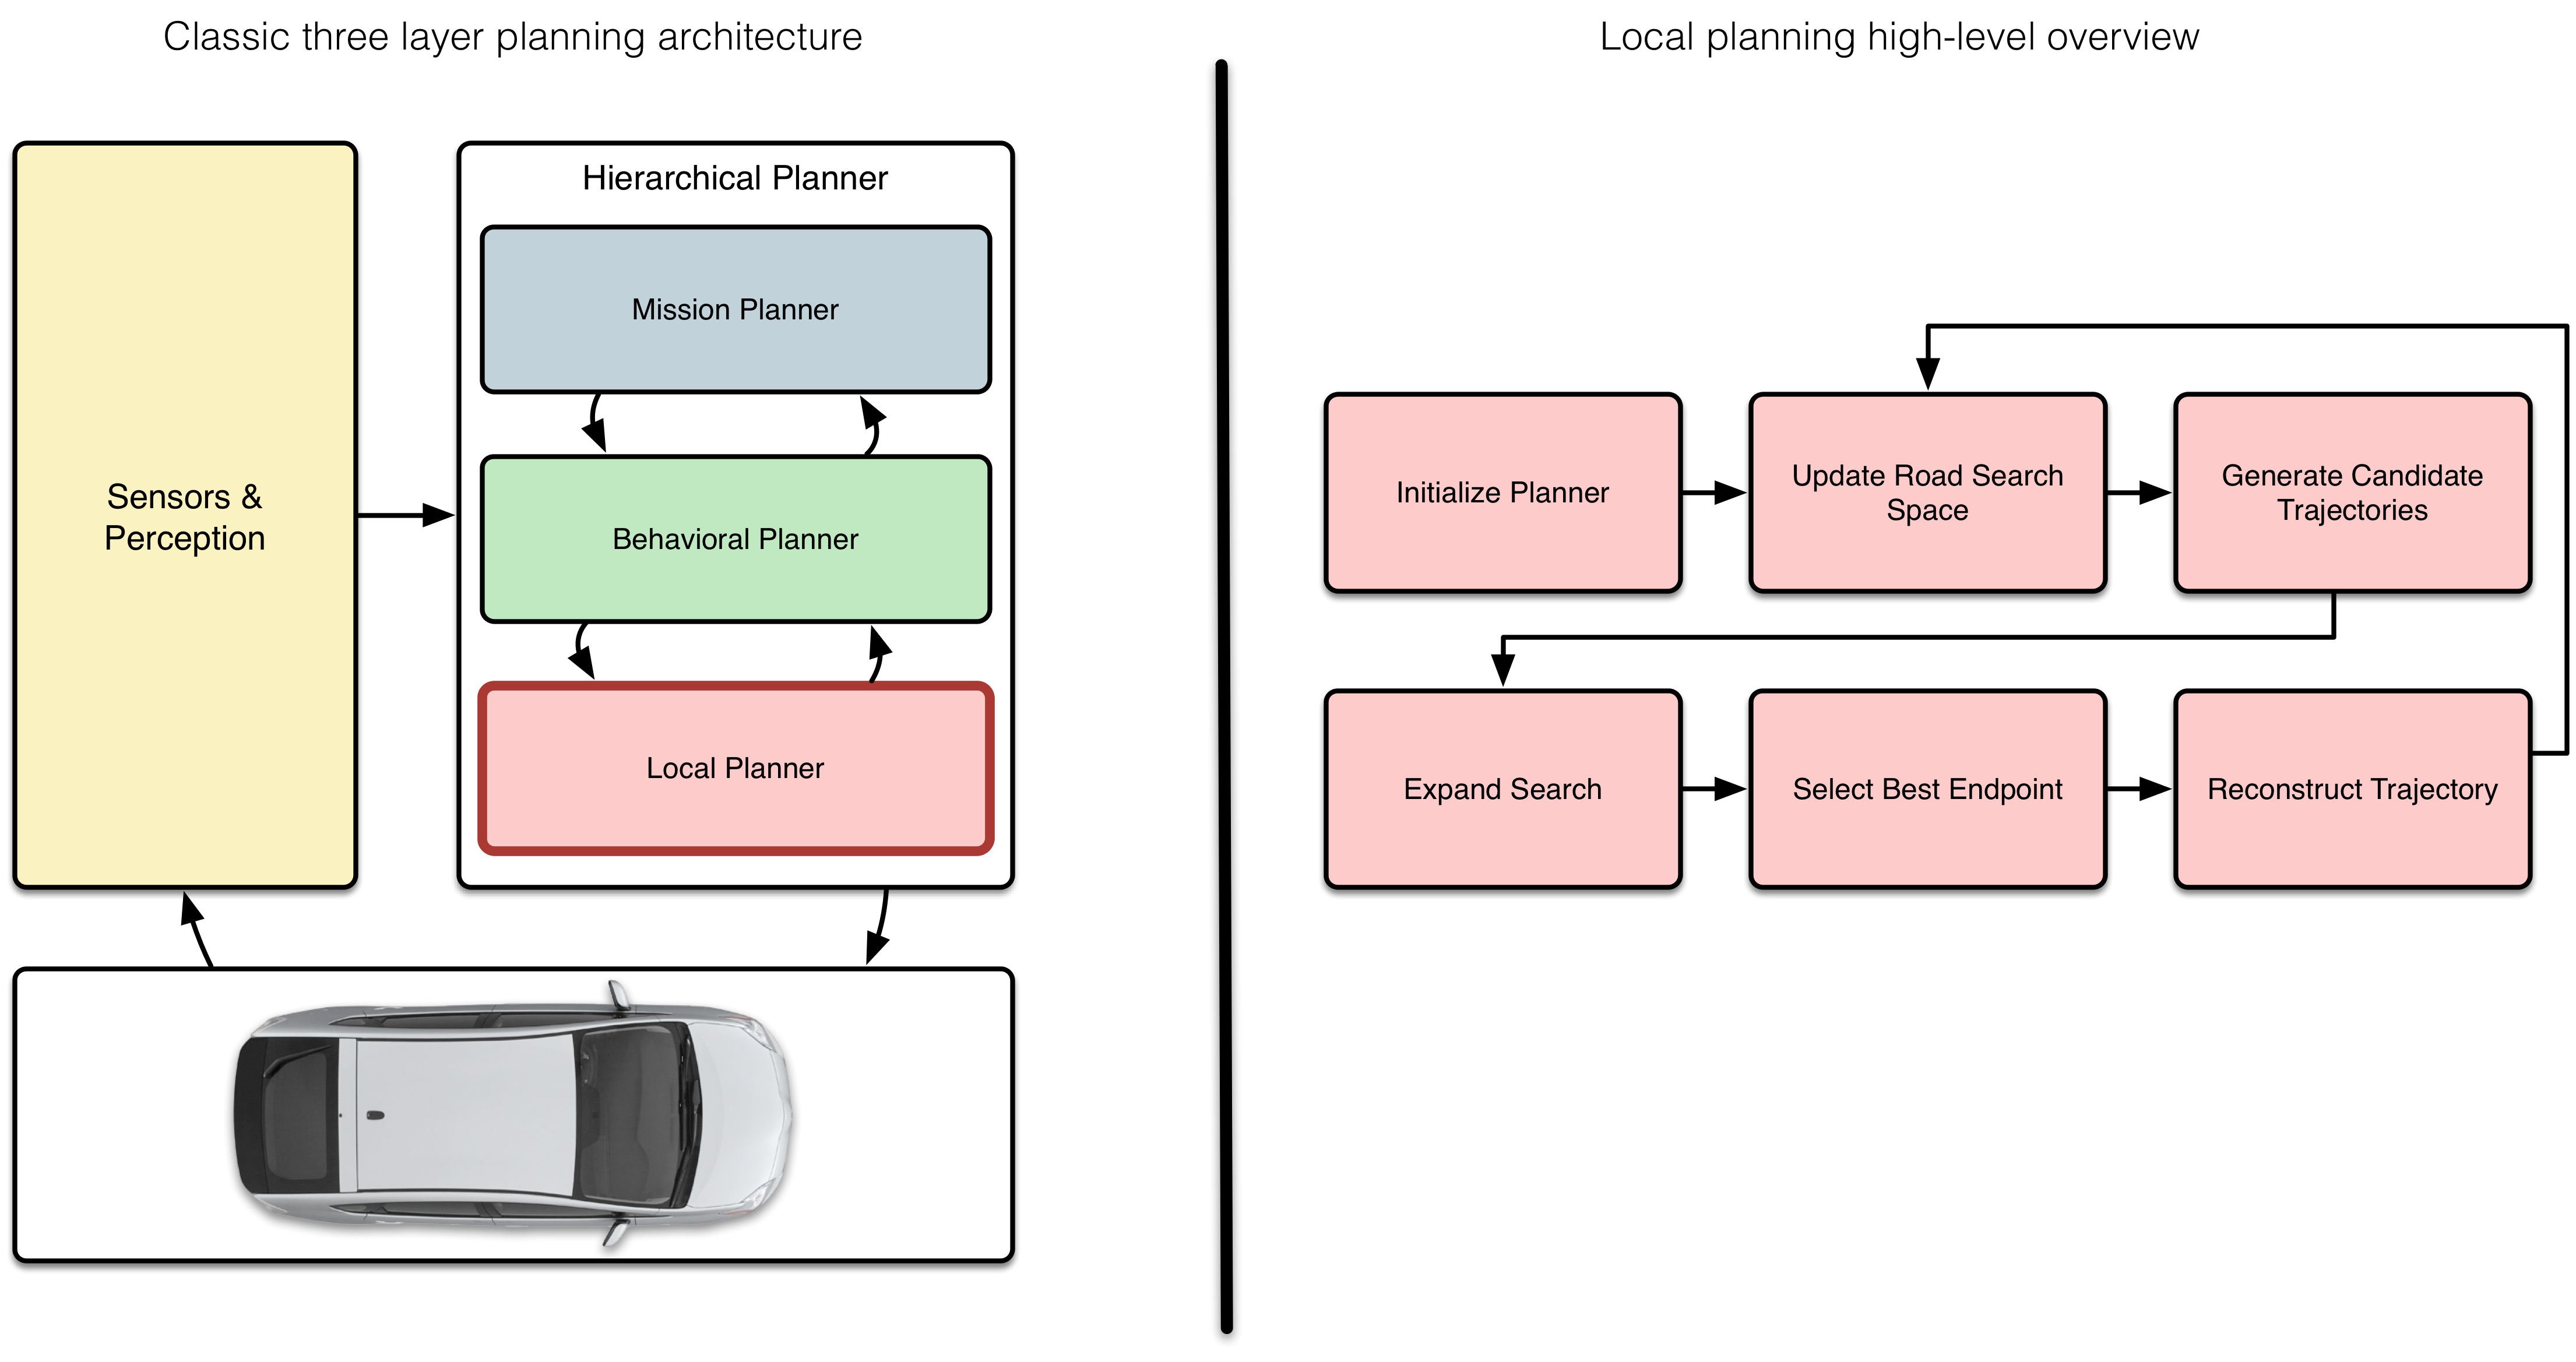 Classic three layer planning architecture
Sensors &
Perception
Hierarchical Planner
Mission Planner
Behavioral Planner
Local Planner
Local planning high-level overview
Initialize Planner
Update Road Search
Space
Generate Candidate
Trajectories
Expand Search
Select Best Endpoint
Reconstruct Trajectory